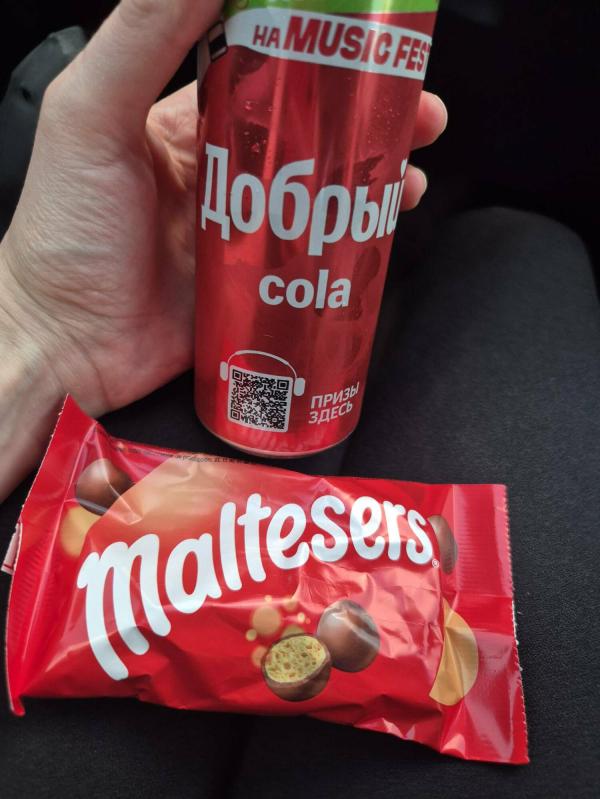 НА MUSIC FEST
Добрый
cola
ПРИЗЫ
ЗДЕСЬ
Maltesers